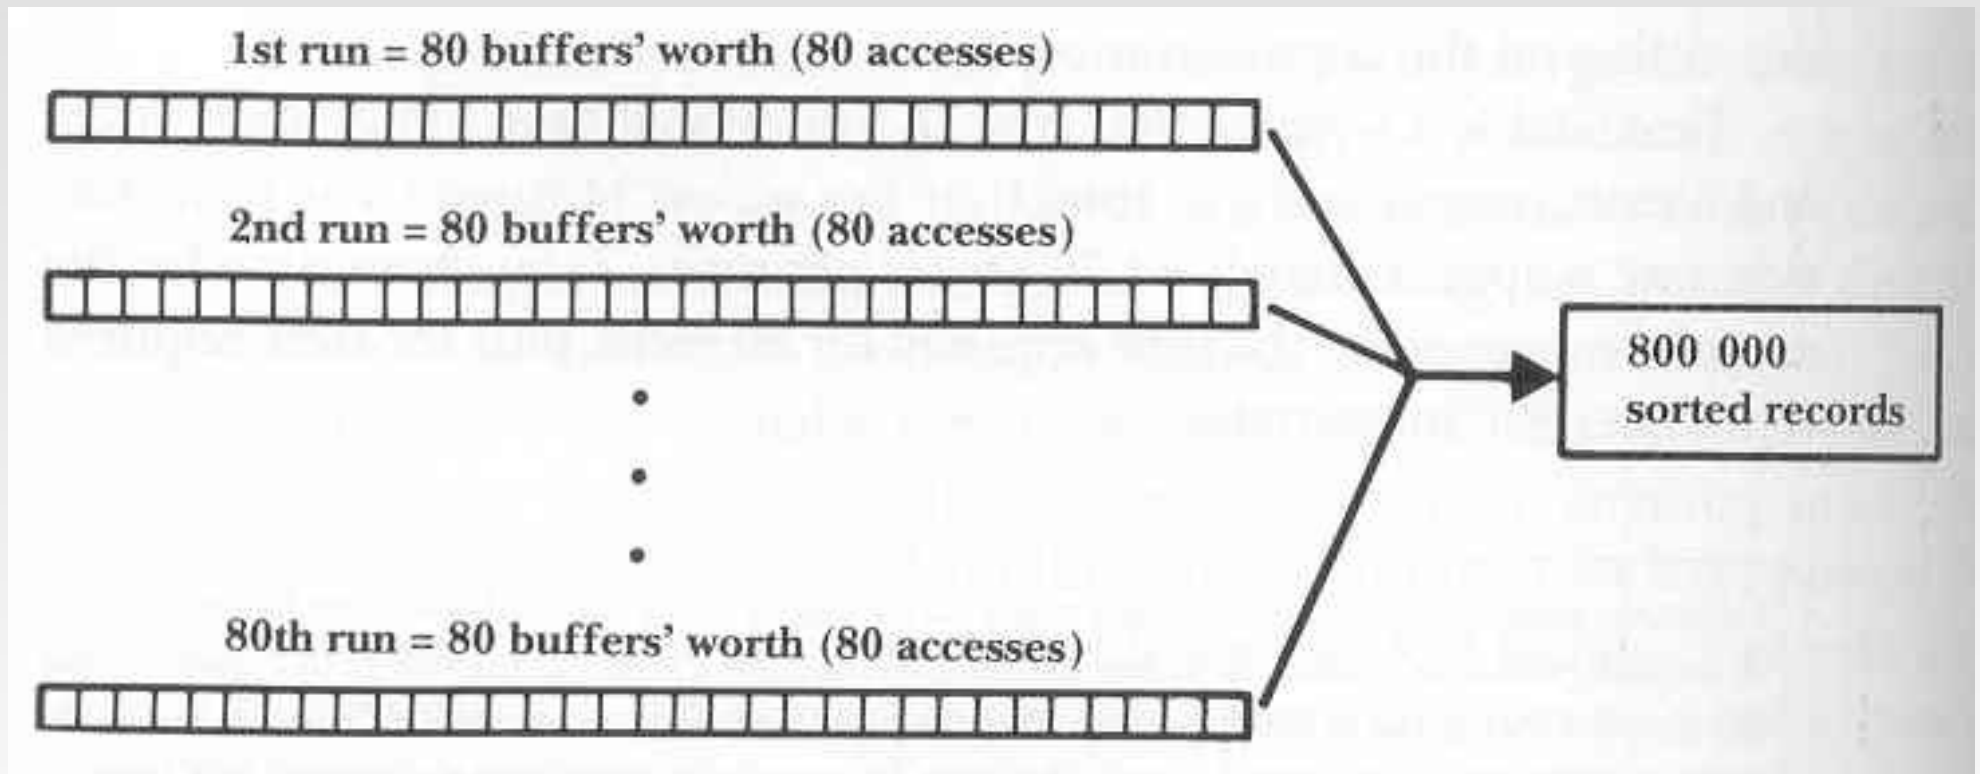 1st run = 80 buffers’ worth (80 accesses)
2nd run = 80 buffers’ worth (80 accesses)
800 000
sorted records
80th run = 80 buffers’ worth (80 accesses)